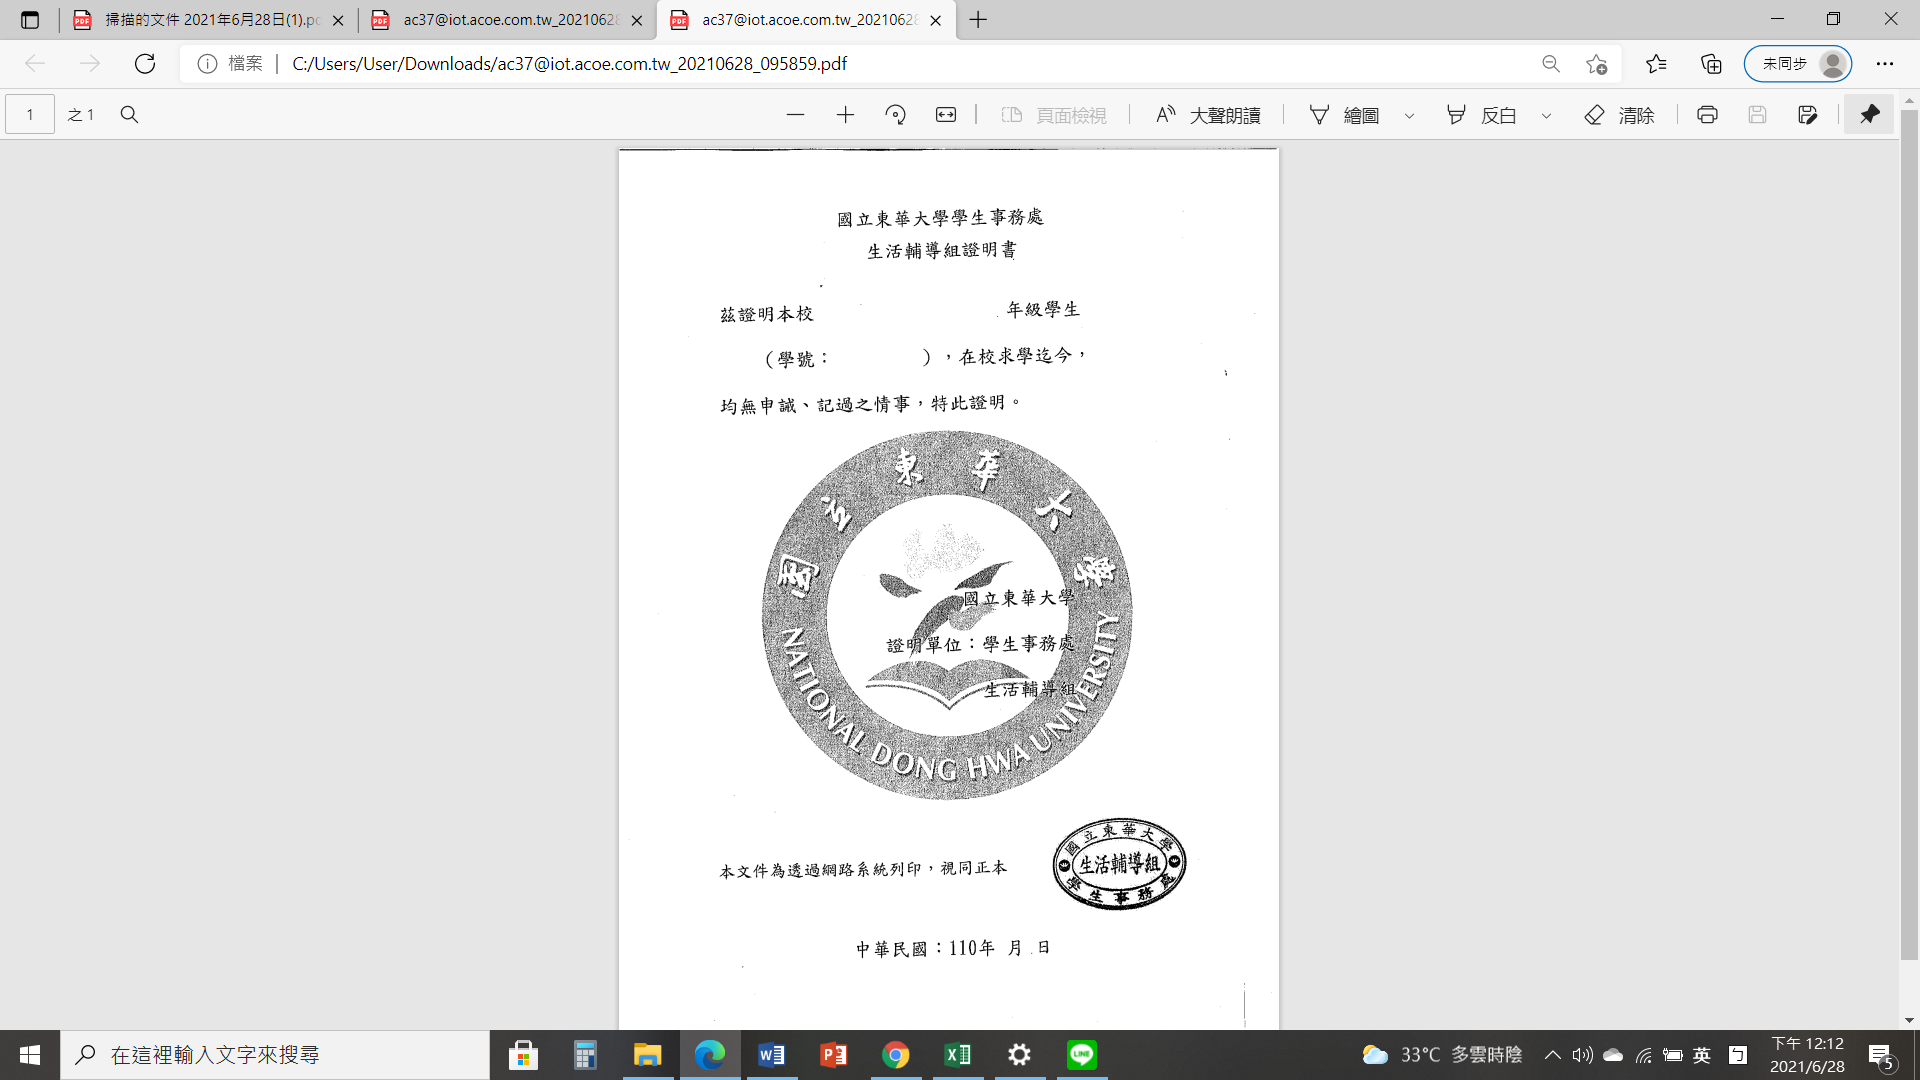 掃描的文件 2021年6月28日(1).pd
ac37@iot.acoe.com.tw_20210628
ac37@iot.acoe.com.tw_20210628
檔案
C:/Users/User/Downloads/ac37@iot.acoe.com.tw_20210628_095859.pdf
未同步
1 之 1
頁面檢視
大聲朗讀
繪圖
反白
清除
國立東華大學學生事務處
生活輔導組證明書
茲證明本校 年級學生
（學號： ），在校求學迄今，
均無申誡、記過之情事，特此證明。
國立東華大學
NATIONAL DONG HWA UNIVERSITY
國立東華大學
證明單位：學生事務處
生活輔導組
本文件為透過網路系統列印，視同正本
國立東華大學
生活輔導組
學生事務處
中華民國：110年 月 日
在這裡輸入文字來搜尋
33°C 多雲時陰
英
下午 12:12
2021/6/28
5